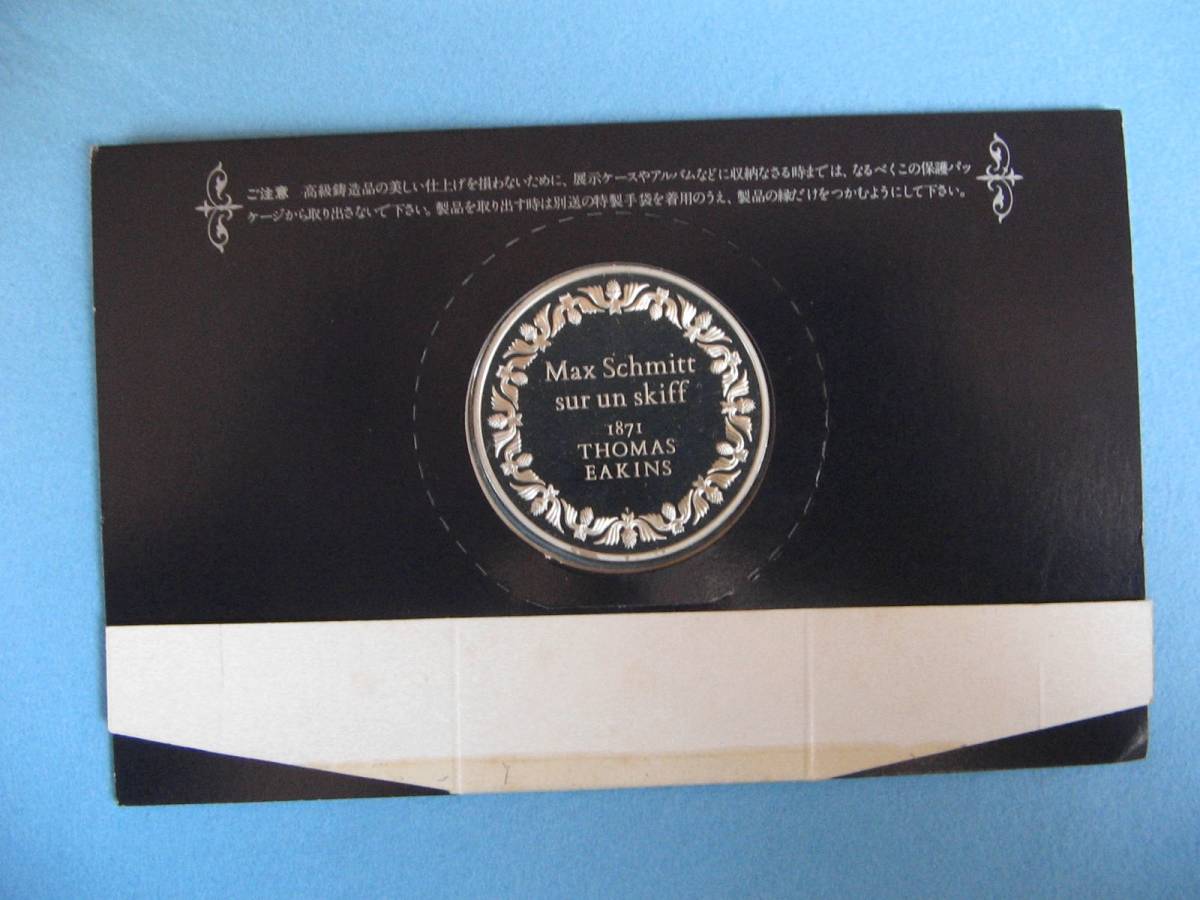 ご注意 高級鋳造品の美しい仕上げを損わないために、展示ケースやアルバムなどに収納なさる時までは、なるべくこの保護パッ
ケージから取り出さないで下さい。製品を取り出す時は別送の特製手袋を着用のうえ、製品の縁だけをつかむようにして下さい。
Max Schmitt
sur un skiff
1871
THOMAS
EAKINS